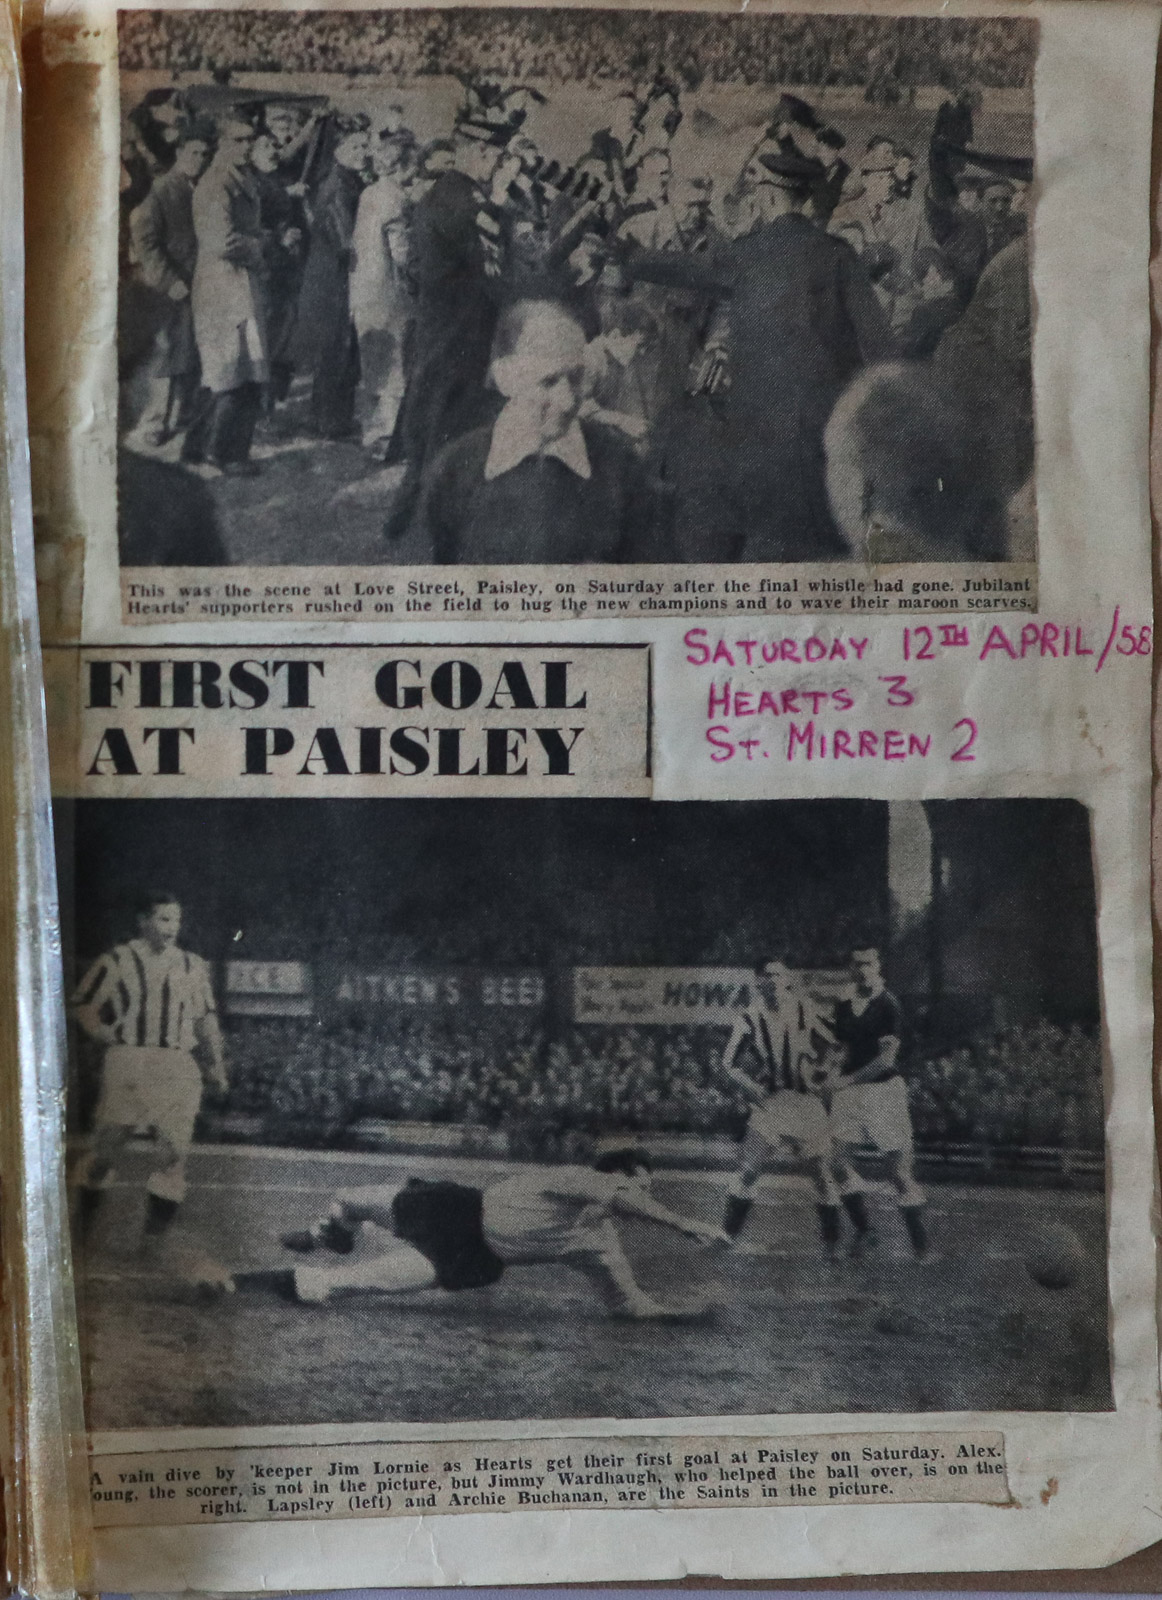 This was the scene at Love Street, Paisley, on Saturday after the final whistle had gone. Jubilant
Hearts' supporters rushed on the field to hug the new champions and to wave their maroon scarves.
SATURDAY 12TH APRIL/58
HEARTS 3
ST. MIRREN 2
FIRST GOAL
AT PAISLEY
AITKEN'S BEE
HOWA
A vain dive by 'keeper Jim Lornie as Hearts get their first goal at Paisley on Saturday. Alex.
oung, the scorer, is not in the picture, but Jimmy Wardhaugh, who helped the ball over, is on the
right. Lapsley (left) and Archie Buchanan, are the Saints in the picture.